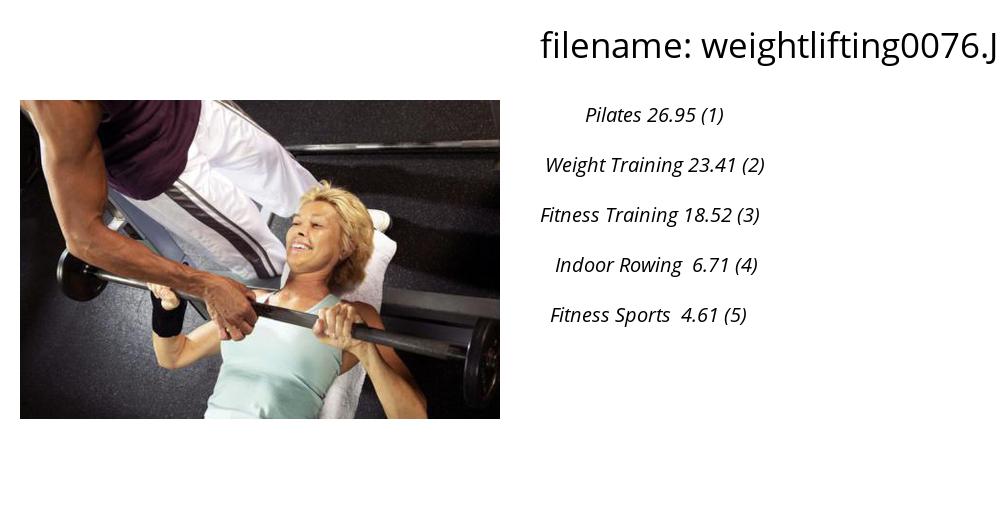 filename: weightlifting0076.J
Pilates 26.95 (1)
Weight Training 23.41 (2)
Fitness Training 18.52 (3)
Indoor Rowing 6.71 (4)
Fitness Sports 4.61 (5)